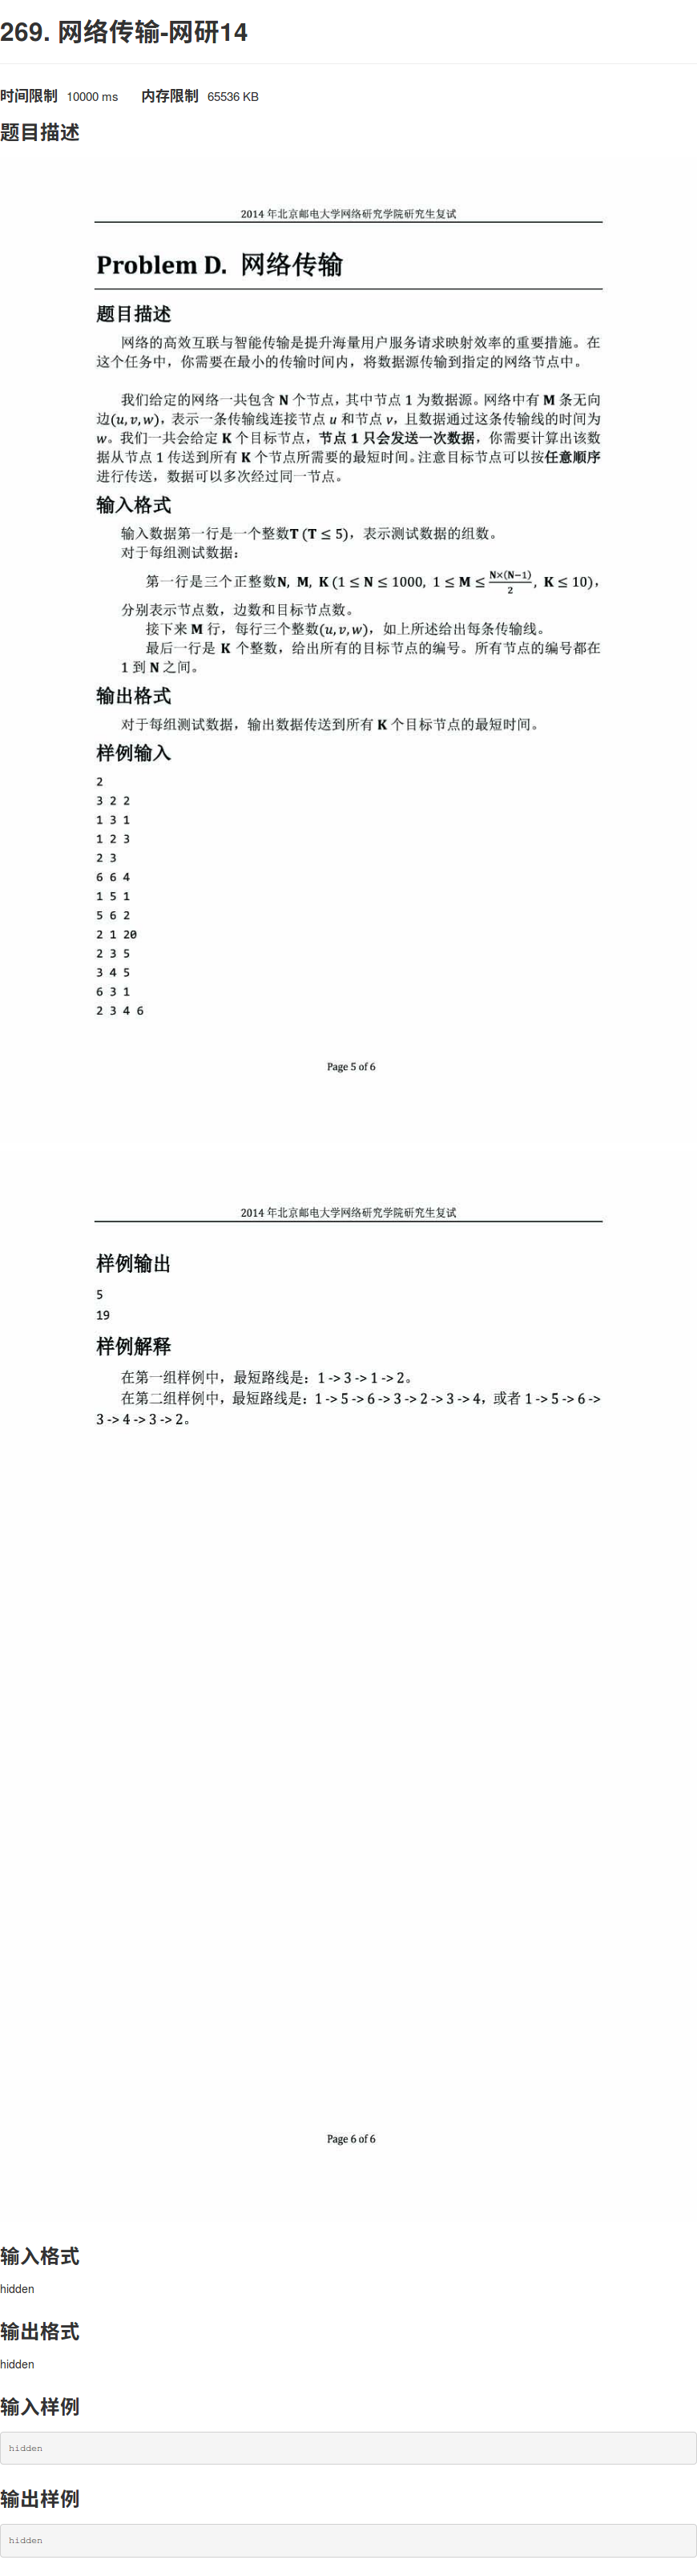 269. 网络传输-网研14
时间限制 10000 ms 内存限制 65536 KB
题目描述
2014 年北京邮电大学网络研究学院研究生复试
Problem D. 网络传输
题目描述
网络的高效互联与智能传输是提升海量用户服务请求映射效率的重要措施。在
这个任务中，你需要在最小的传输时间内，将数据源传输到指定的网络节点中。
我们给定的网络一共包含 N 个节点，其中节点 1 为数据源。网络中有 M 条无向
边(u, v, w)，表示一条传输线连接节点 u 和节点 v，且数据通过这条传输线的时间为
w。我们一共会给定 K 个目标节点，节点 1 只会发送一次数据，你需要计算出该数
据从节点 1 传送到所有 K 个节点所需要的最短时间。注意目标节点可以按任意顺序
进行传送，数据可以多次经过同一节点。
输入格式
输入数据第一行是一个整数T (T ≤ 5)，表示测试数据的组数。
对于每组测试数据：
第一行是三个正整数N, M, K (1 ≤ N ≤ 1000, 1 ≤ M ≤ N×(N−1)/2, K ≤ 10)，
分别表示节点数，边数和目标节点数。
接下来 M 行，每行三个整数(u, v, w)，如上所述给出每条传输线。
最后一行是 K 个整数，给出所有的目标节点的编号。所有节点的编号都在
1 到 N 之间。
输出格式
对于每组测试数据，输出数据传送到所有 K 个目标节点的最短时间。
样例输入
2
3 2 2
1 3 1
1 2 3
2 3
6 6 4
1 5 1
5 6 2
2 1 20
2 3 5
3 4 5
6 3 1
2 3 4 6
Page 5 of 6
2014 年北京邮电大学网络研究学院研究生复试
样例输出
5
19
样例解释
在第一组样例中，最短路线是：1 -> 3 -> 1 -> 2。
在第二组样例中，最短路线是：1 -> 5 -> 6 -> 3 -> 2 -> 3 -> 4，或者 1 -> 5 -> 6 ->
3 -> 4 -> 3 -> 2。
Page 6 of 6
输入格式
hidden
输出格式
hidden
输入样例
hidden
输出样例
hidden